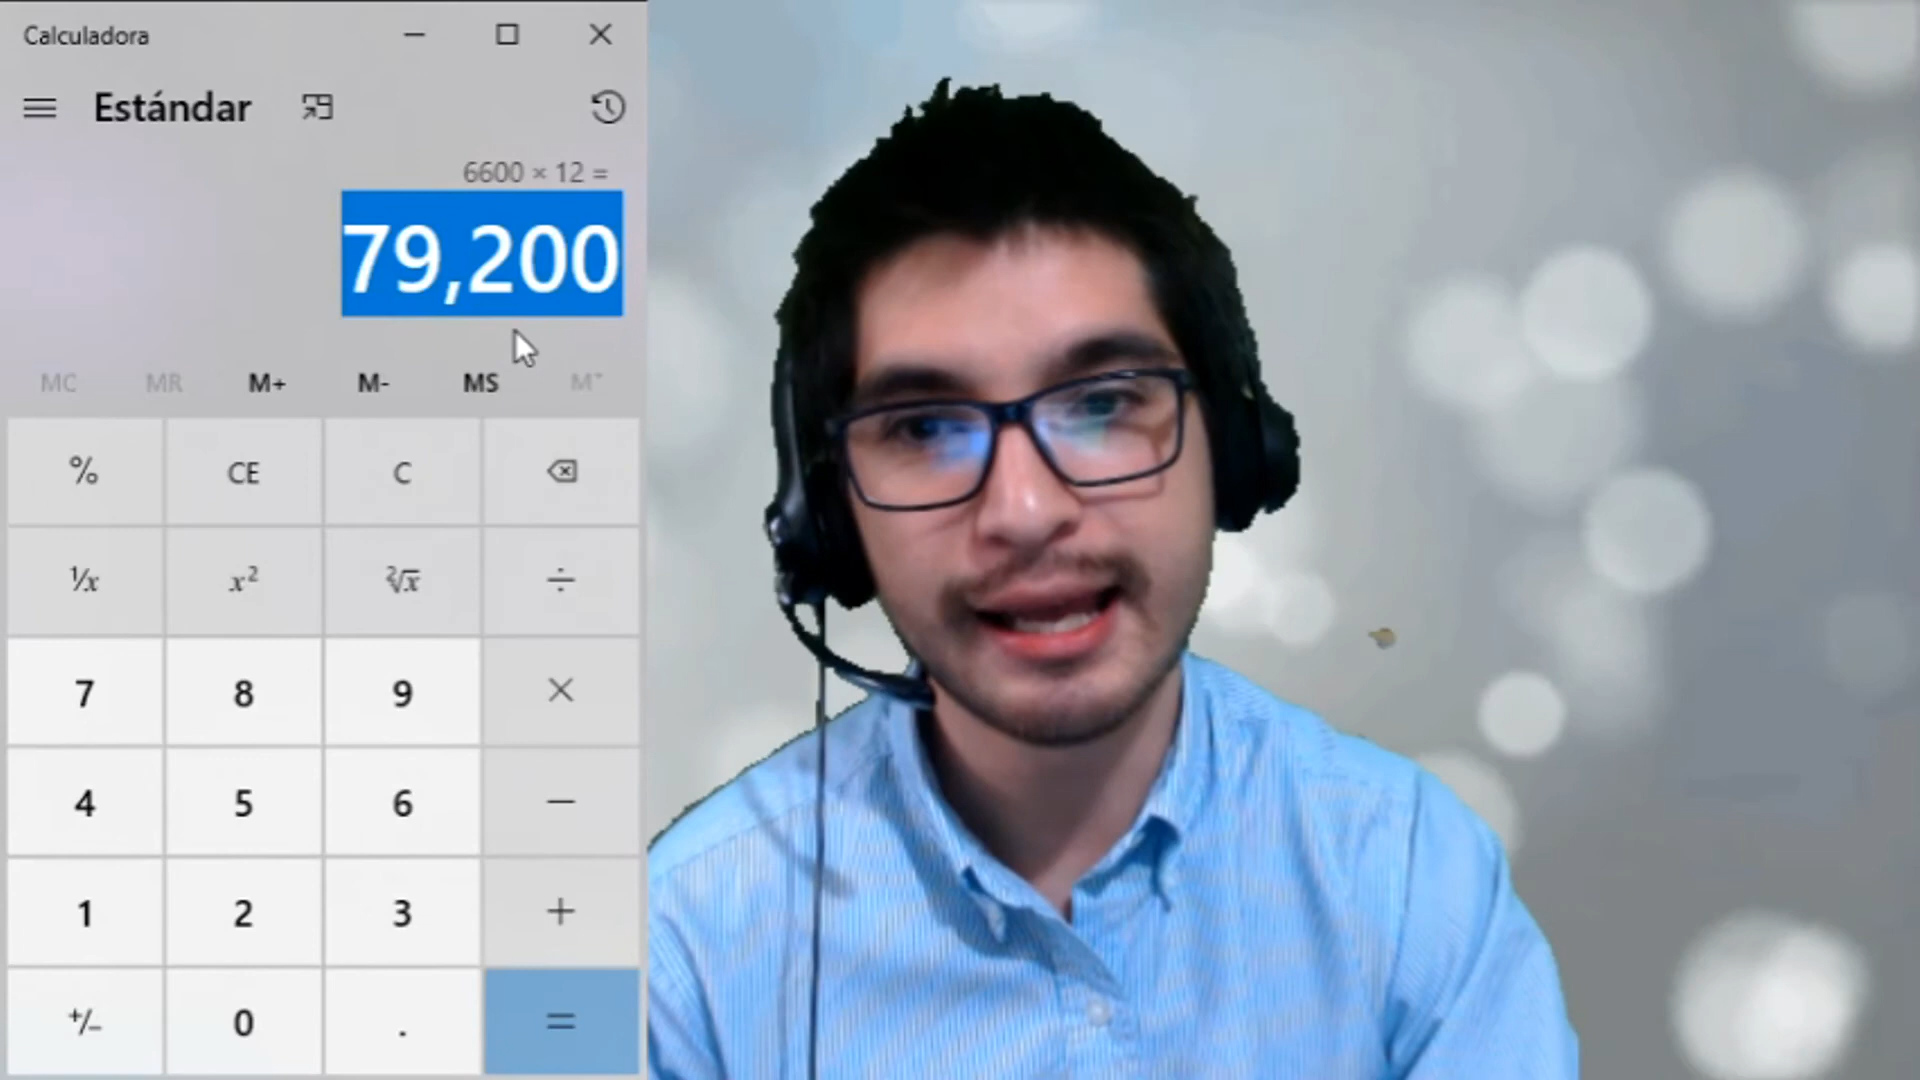 Calculadora
Estándar
6600 × 12 =
79,200
MC MR M+ M- MS M˅
% CE C
⅟x x² ²√x ÷
7 8 9 ×
4 5 6 −
1 2 3 +
+/− 0 . =